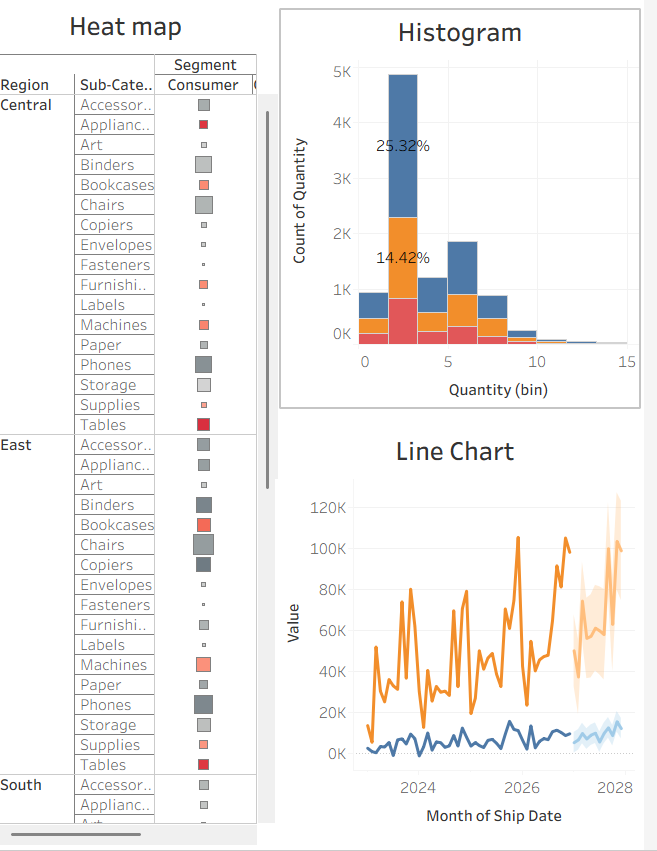 Heat map
Segment
Region Sub-Cate.. Consumer
Central Accessor..
Applianc..
Art
Binders
Bookcases
Chairs
Copiers
Envelopes
Fasteners
Furnishi..
Labels
Machines
Paper
Phones
Storage
Supplies
Tables
East Accessor..
Applianc..
Art
Binders
Bookcases
Chairs
Copiers
Envelopes
Fasteners
Furnishi..
Labels
Machines
Paper
Phones
Storage
Supplies
Tables
South Accessor..
Applianc..
Histogram
Count of Quantity
5K
4K
3K
2K
1K
0K
25.32%
14.42%
0 5 10 15
Quantity (bin)
Line Chart
Value
120K
100K
80K
60K
40K
20K
0K
2024 2026 2028
Month of Ship Date